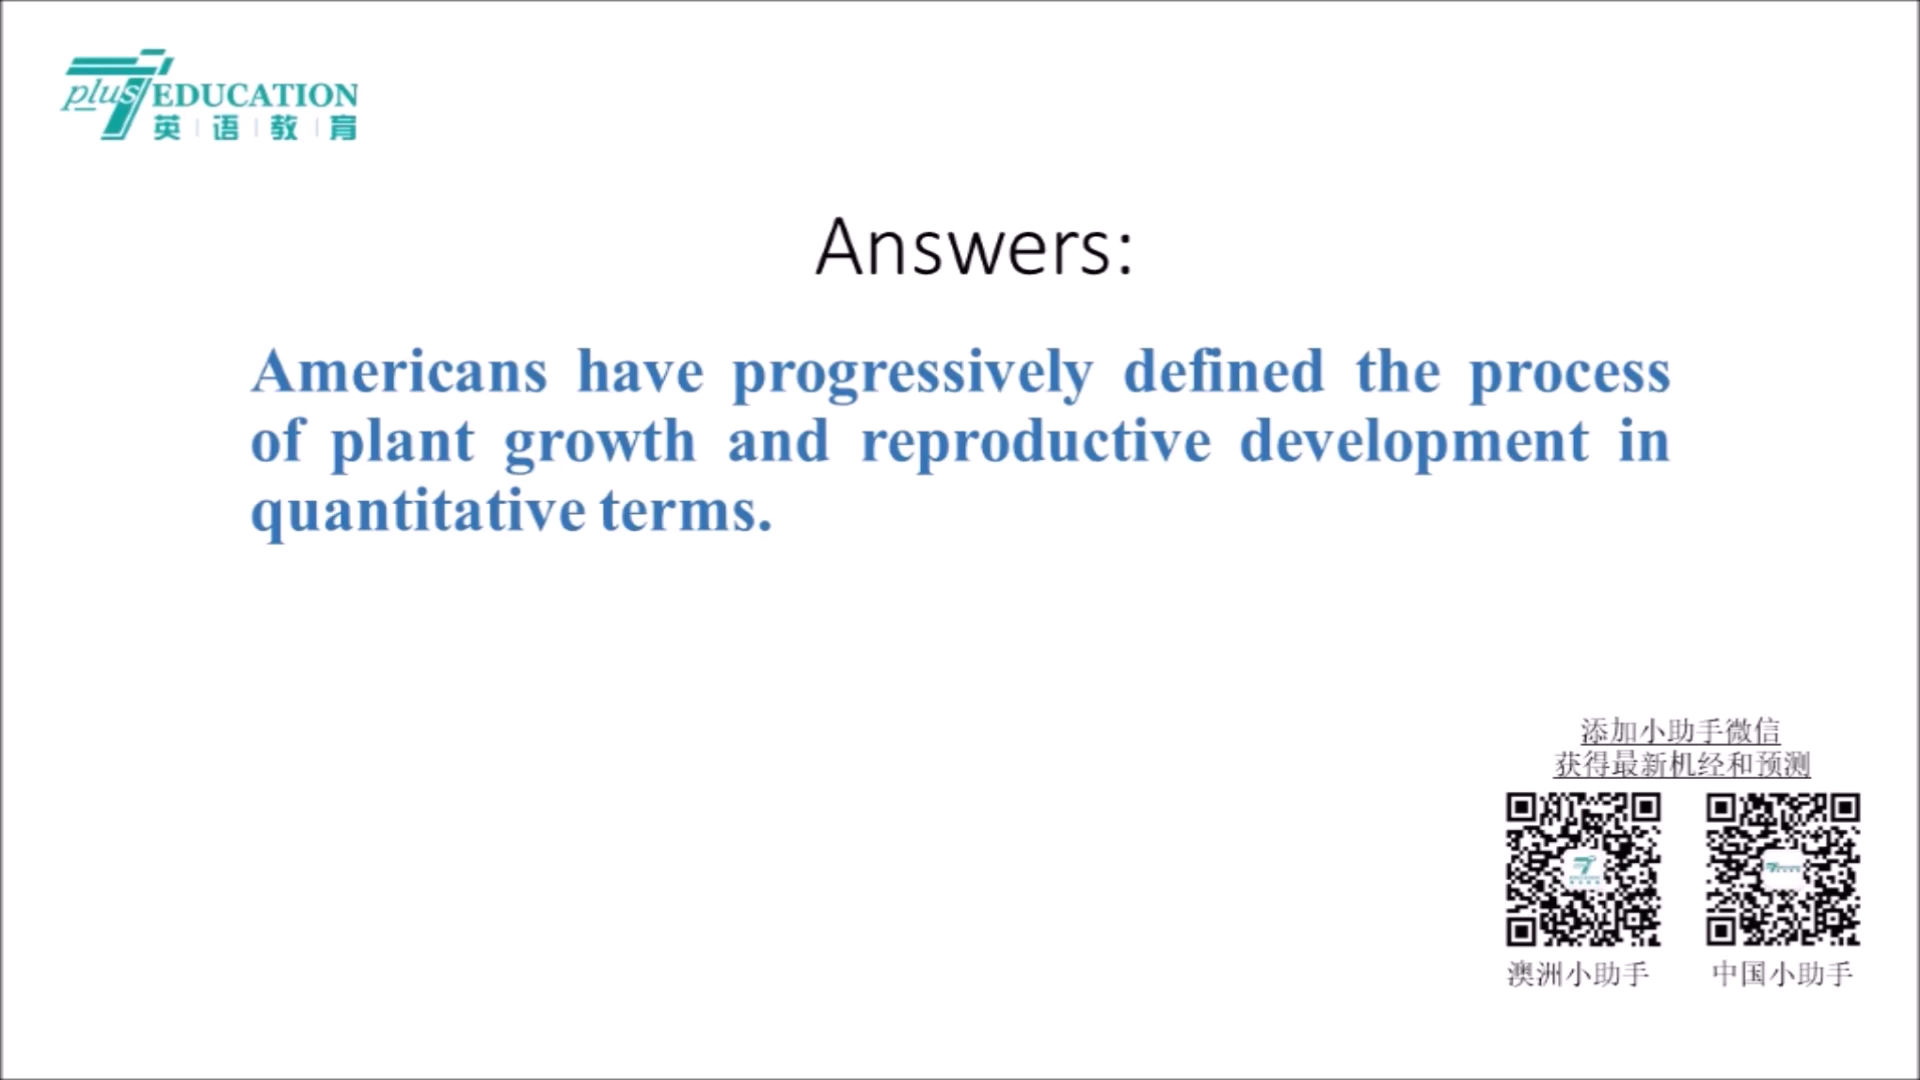 plus 7 EDUCATION
英 | 语 | 教 | 育
Answers:
Americans have progressively defined the process
of plant growth and reproductive development in
quantitative terms.
添加小助手微信
获得最新机经和预测
澳洲小助手
中国小助手